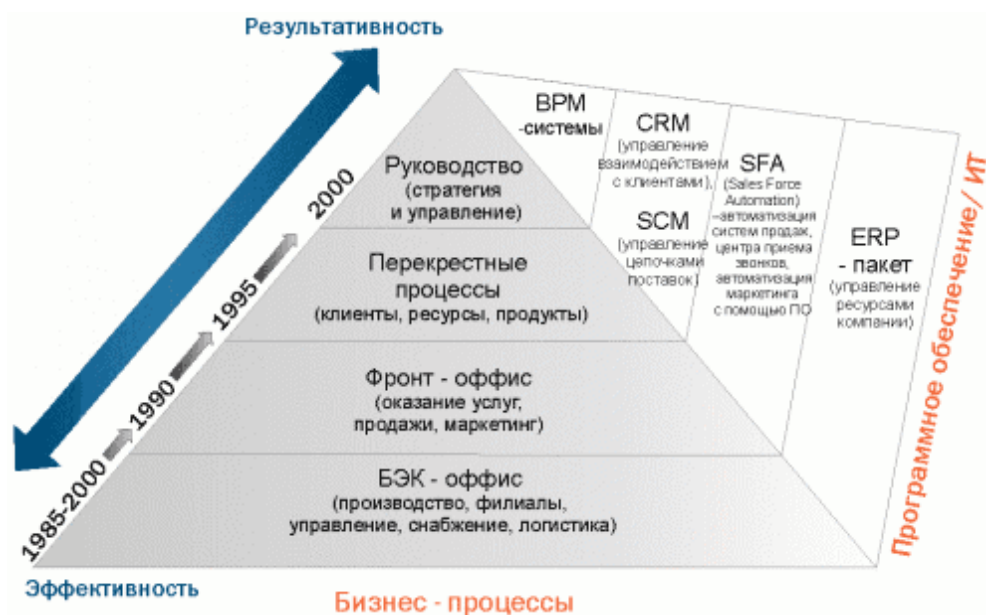 Результативность
BPM
-системы
CRM
(управление
взаимодействием
с клиентами),
SCM
(управление
цепочками
поставок)
SFA
(Sales Force
Automation)
–автоматизация
систем продаж,
центра приема
звонков,
автоматизация
маркетинга
с помощью ПО
ERP
- пакет
(управление
ресурсами
компании)
Руководство
(стратегия
и управление)
Перекрестные
процессы
(клиенты, ресурсы, продукты)
Фронт - оффис
(оказание услуг,
продажи, маркетинг)
БЭК - оффис
(производство, филиалы,
управление, снабжение, логистика)
2000
1995
1990
1985-2000
Эффективность
Бизнес - процессы
Программное обеспечение/ ИТ